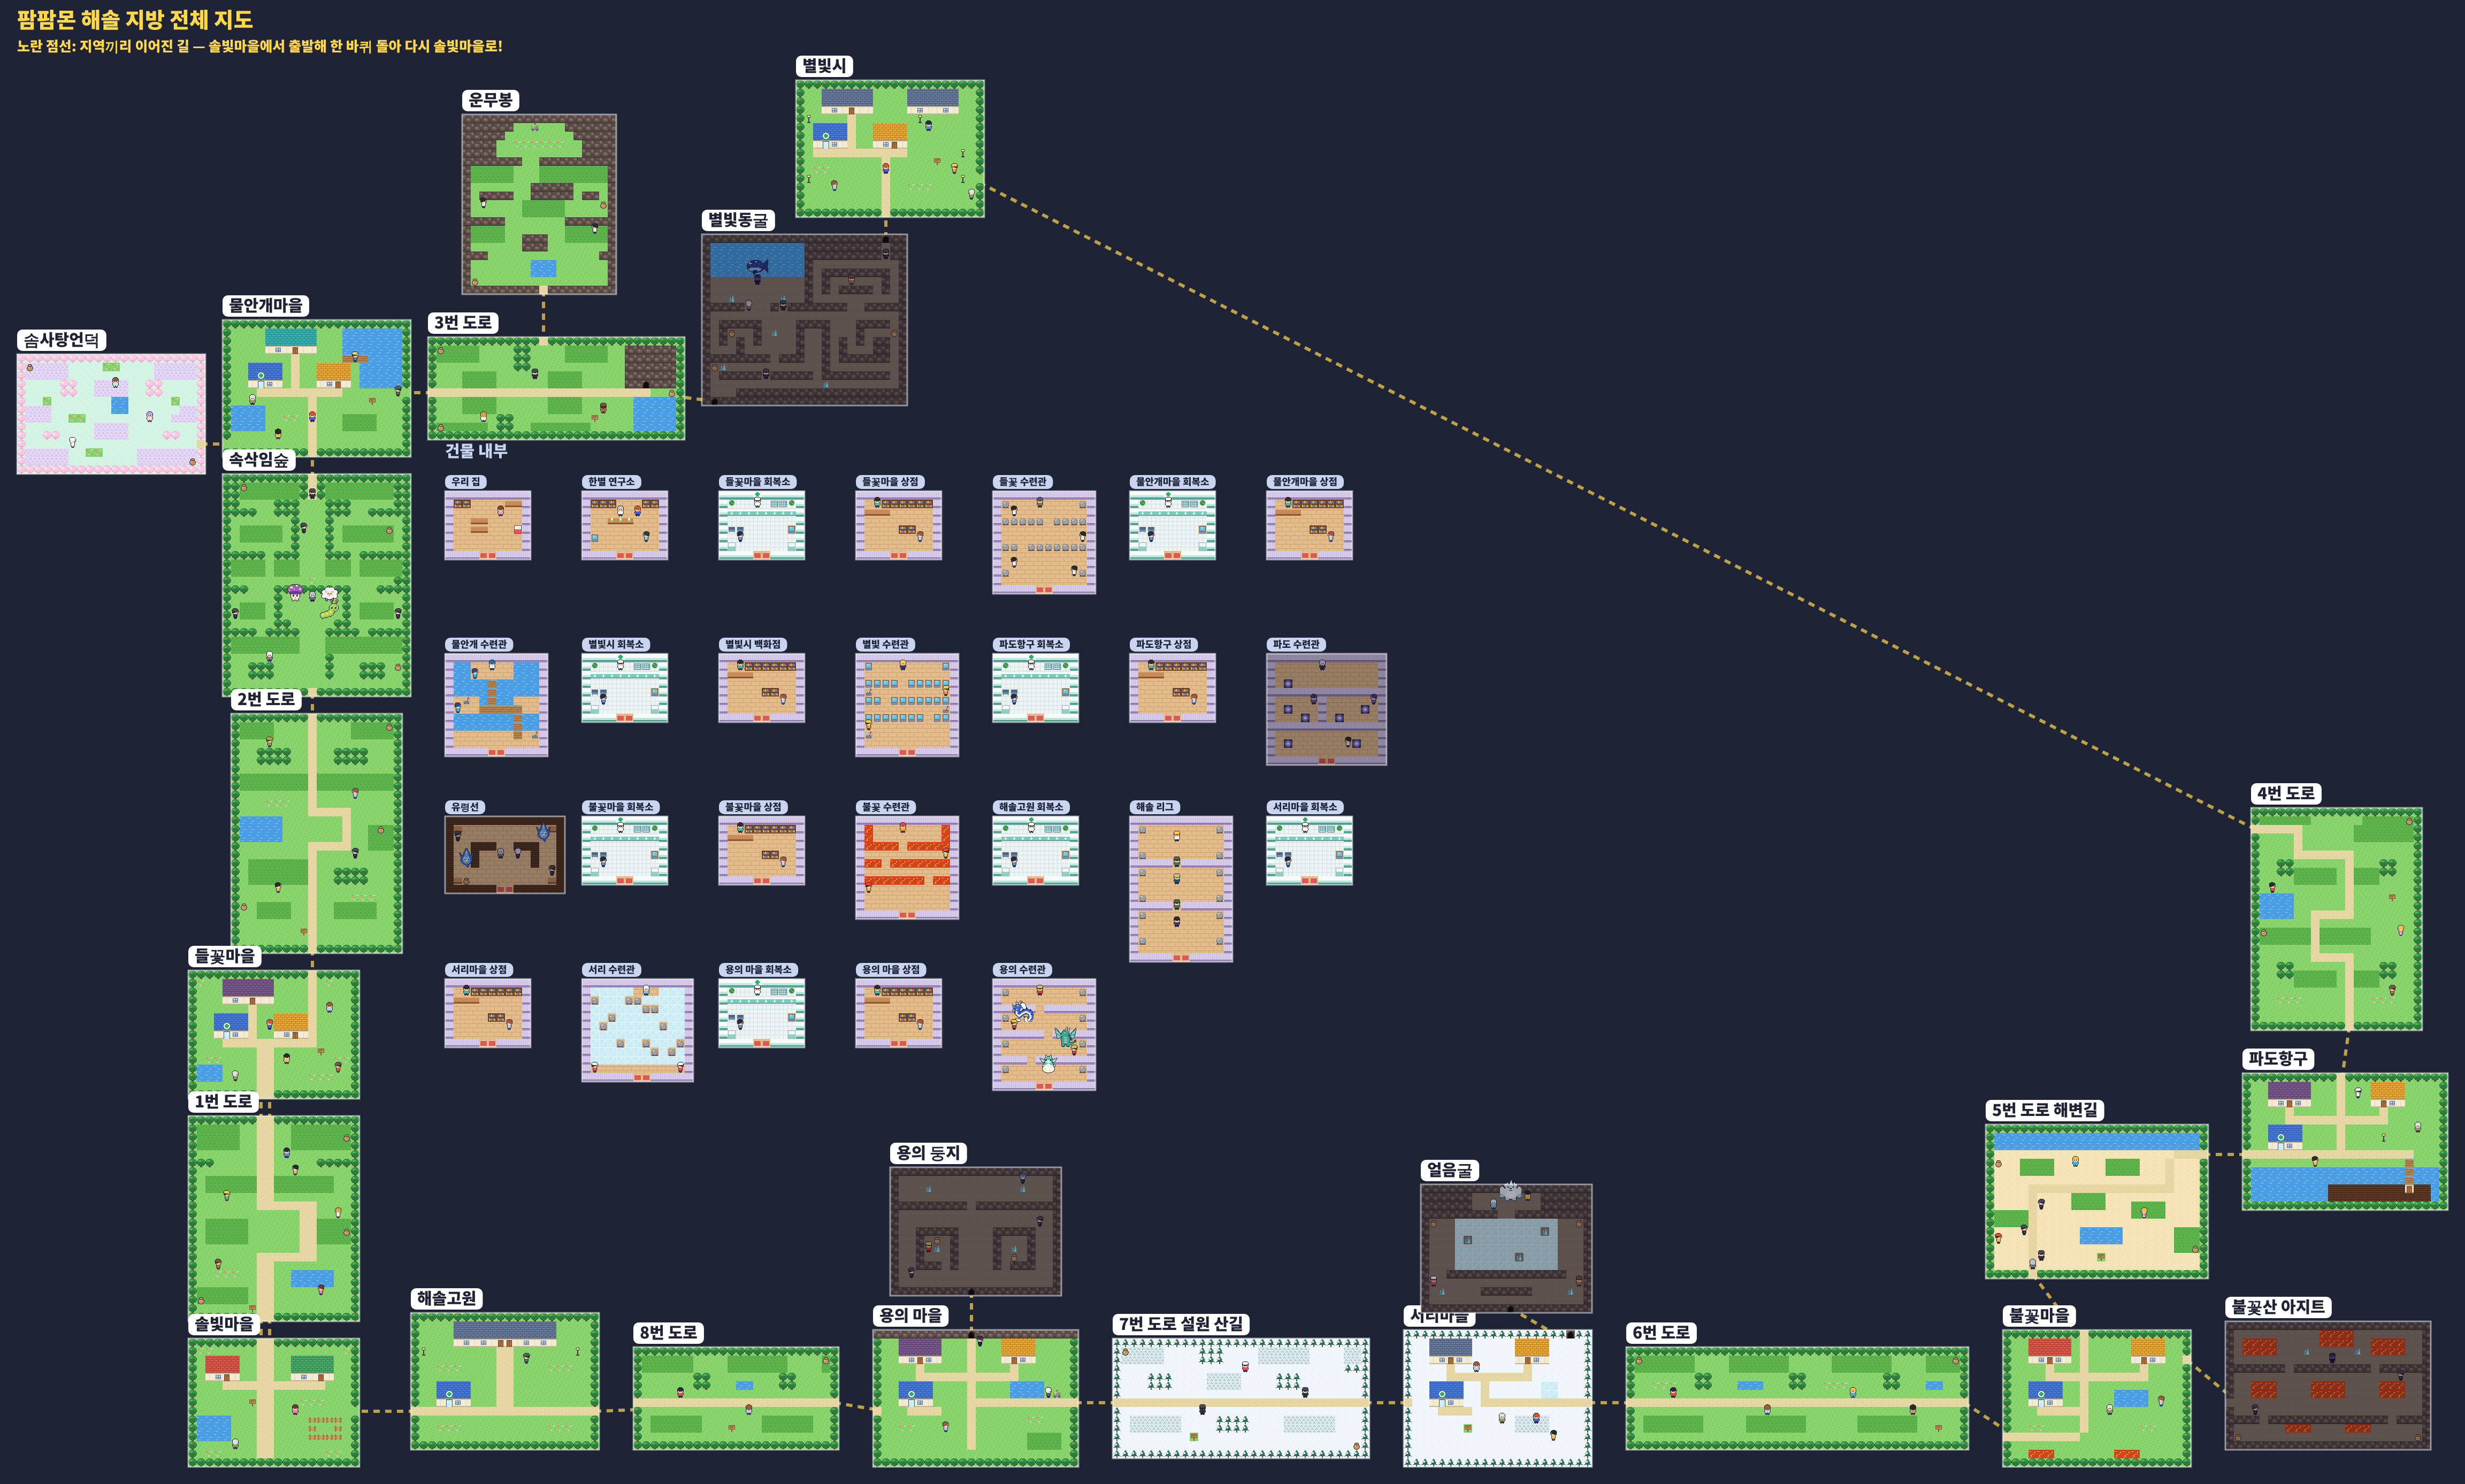 팜팜몬 해솔 지방 전체 지도
노란 점선: 지역끼리 이어진 길 — 솔빛마을에서 출발해 한 바퀴 돌아 다시 솔빛마을로!
별빛시
운무봉
별빛동굴
물안개마을
3번 도로
솜사탕언덕
건물 내부
속삭임숲
우리 집
한별 연구소
들꽃마을 회복소
들꽃마을 상점
들꽃 수련관
물안개마을 회복소
물안개마을 상점
물안개 수련관
별빛시 회복소
별빛시 백화점
별빛 수련관
파도항구 회복소
파도항구 상점
파도 수련관
2번 도로
4번 도로
유령선
불꽃마을 회복소
불꽃마을 상점
불꽃 수련관
해솔고원 회복소
해솔 리그
서리마을 회복소
들꽃마을
서리마을 상점
서리 수련관
용의 마을 회복소
용의 마을 상점
용의 수련관
파도항구
1번 도로
5번 도로 해변길
용의 둥지
얼음굴
해솔고원
솔빛마을
8번 도로
용의 마을
7번 도로 설원 산길
서리마을
6번 도로
불꽃마을
불꽃산 아지트